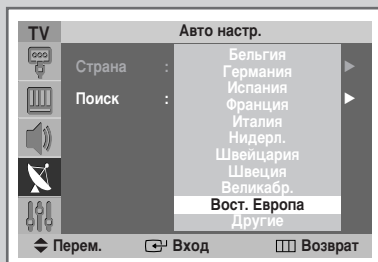 TV Авто настр.
Страна :
Поиск :
Бельгия
Германия
Испания
Франция
Италия
Нидерл.
Швейцария
Швеция
Великабр.
Вост. Европа
Другие
Перем. Вход Возврат